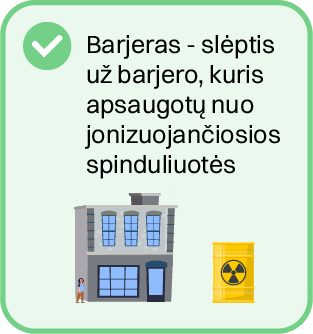 Barjeras - slėptis
už barjero, kuris
apsaugotų nuo
jonizuojančiosios
spinduliuotės